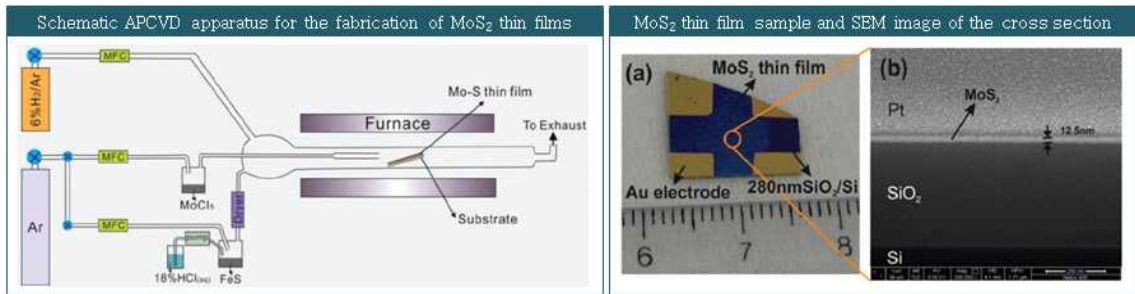 Schematic APCVD apparatus for the fabrication of MoS₂ thin films
MFC
6%H₂/Ar
Mo-S thin film
Furnace
To Exhaust
MFC
MoCl₅
Substrate
Ar
MFC
Dryer
pump
18%HCl(aq)
FeS
MoS₂ thin film sample and SEM image of the cross section
(a)
MoS₂ thin film
Au electrode
280nmSiO₂/Si
6
7
8
(b)
Pt
MoS₂
12.5nm
SiO₂
Si